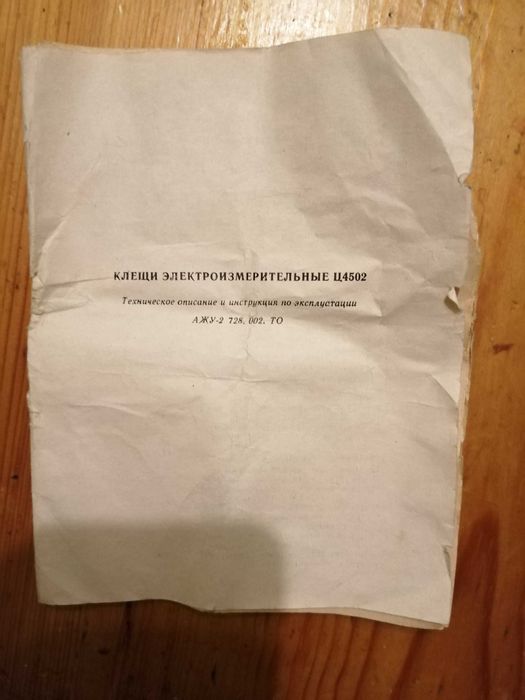 КЛЕЩИ ЭЛЕКТРОИЗМЕРИТЕЛЬНЫЕ Ц4502
Техническое описание и инструкция по эксплуатации
АЖУ-2 728. 002. ТО